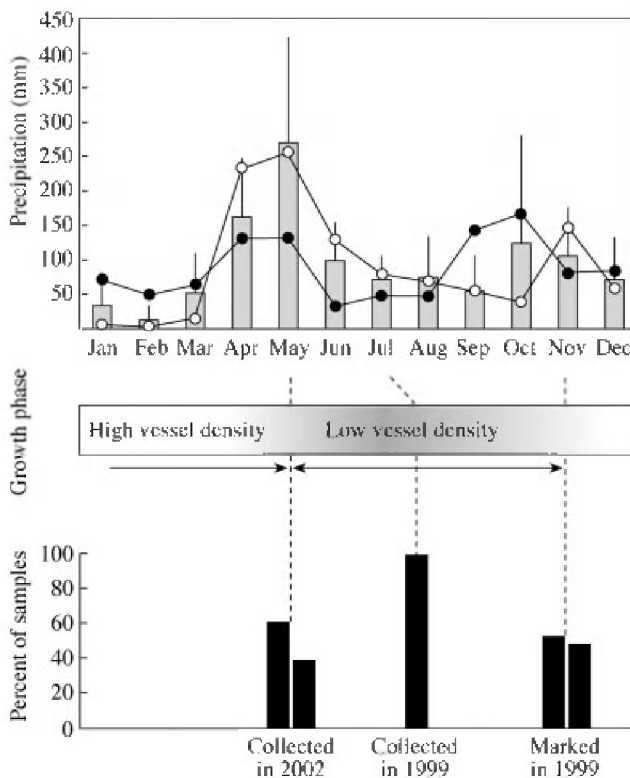 Precipitation (mm)
450
400
350
300
250
200
150
100
50
Jan Feb Mar Apr May Jun Jul Aug Sep Oct Nov Dec
Growth phase
High vessel density Low vessel density
Percent of samples
100
80
60
40
20
0
Collected
in 2002
Collected
in 1999
Marked
in 1999